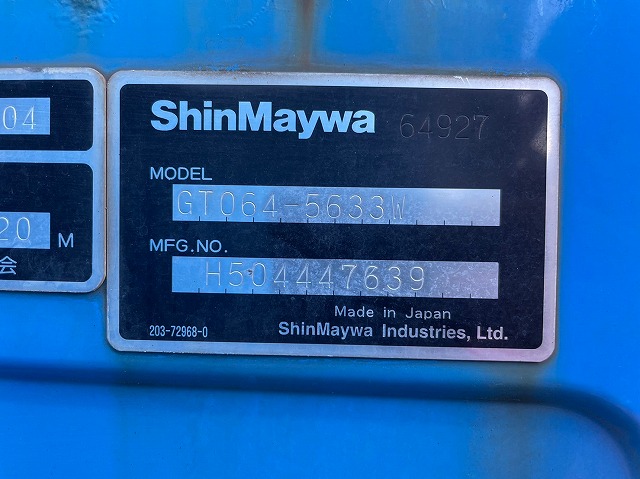 04
20 M
会
ShinMaywa 64927
MODEL
GT064-5633W
MFG.NO.
H504447639
Made in Japan
203-72968-0 ShinMaywa Industries, Ltd.